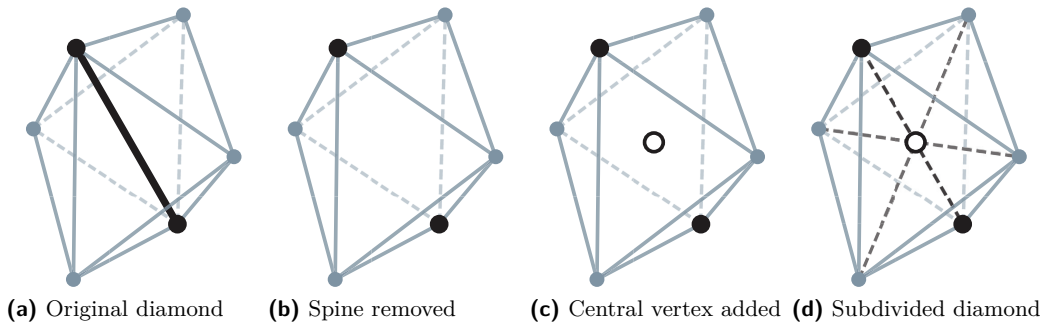 (a) Original diamond (b) Spine removed (c) Central vertex added (d) Subdivided diamond